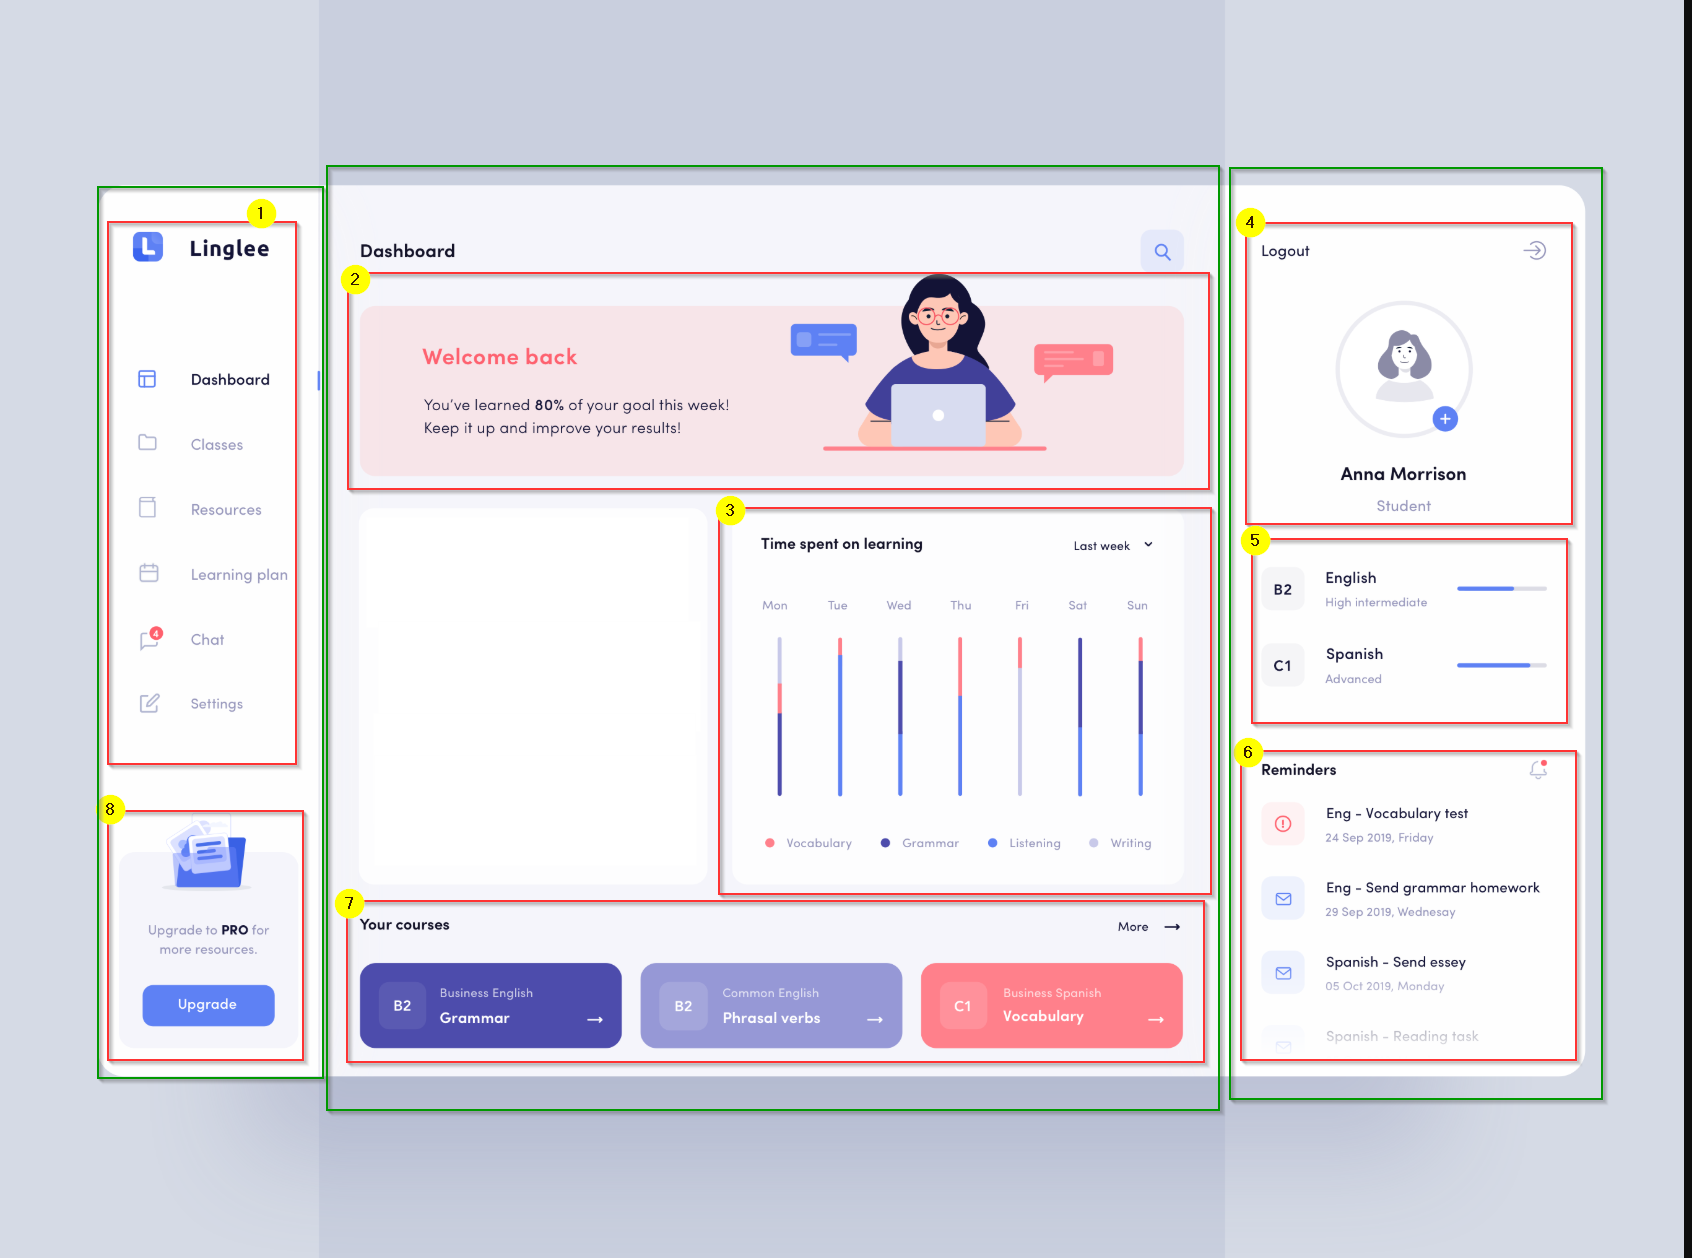 1
Linglee
Dashboard
Classes
Resources
Learning plan
4
Chat
Settings
8
Upgrade to PRO for
more resources.
Upgrade
Dashboard
2
Welcome back
You've learned 80% of your goal this week!
Keep it up and improve your results!
3
Time spent on learning
Last week
Mon Tue Wed Thu Fri Sat Sun
Vocabulary Grammar Listening Writing
7
Your courses
More
B2
Business English
Grammar
B2
Common English
Phrasal verbs
C1
Business Spanish
Vocabulary
4
Logout
Anna Morrison
Student
5
B2
English
High intermediate
C1
Spanish
Advanced
6
Reminders
Eng - Vocabulary test
24 Sep 2019, Friday
Eng - Send grammar homework
29 Sep 2019, Wednesay
Spanish - Send essey
05 Oct 2019, Monday
Spanish - Reading task